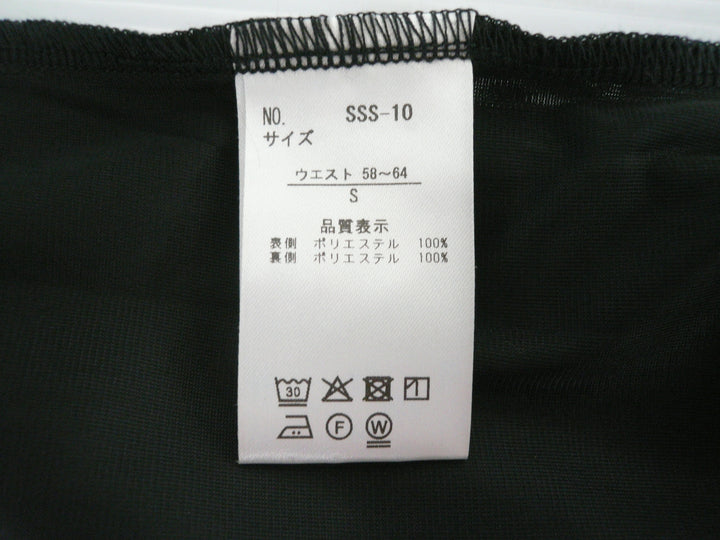 NO. SSS-10
サイズ
ウエスト 58～64
S
品質表示
表側 ポリエステル 100%
裏側 ポリエステル 100%
30
F W